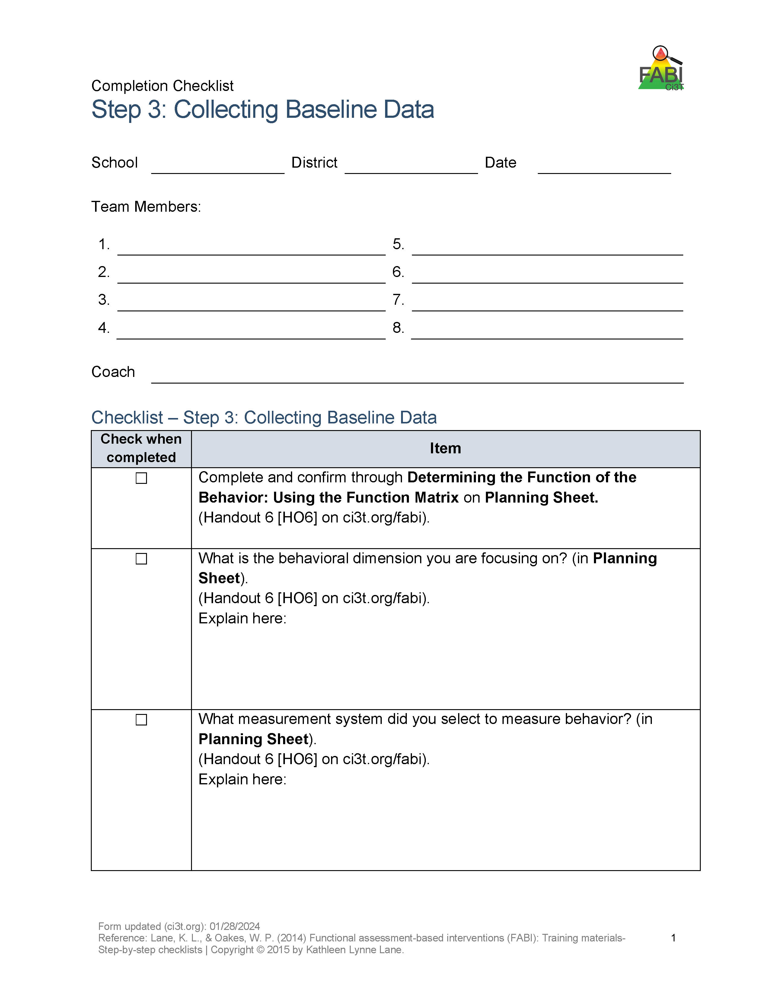 FABI
Ci3T
Completion Checklist
Step 3: Collecting Baseline Data
School District Date
Team Members:
1. 5.
2. 6.
3. 7.
4. 8.
Coach
Checklist – Step 3: Collecting Baseline Data
Check when
completed
Item
☐ Complete and confirm through Determining the Function of the
Behavior: Using the Function Matrix on Planning Sheet.
(Handout 6 [HO6] on ci3t.org/fabi).
☐ What is the behavioral dimension you are focusing on? (in Planning
Sheet).
(Handout 6 [HO6] on ci3t.org/fabi).
Explain here:
☐ What measurement system did you select to measure behavior? (in
Planning Sheet).
(Handout 6 [HO6] on ci3t.org/fabi).
Explain here:
Form updated (ci3t.org): 01/28/2024
Reference: Lane, K. L., & Oakes, W. P. (2014) Functional assessment-based interventions (FABI): Training materials-
Step-by-step checklists | Copyright © 2015 by Kathleen Lynne Lane.
1